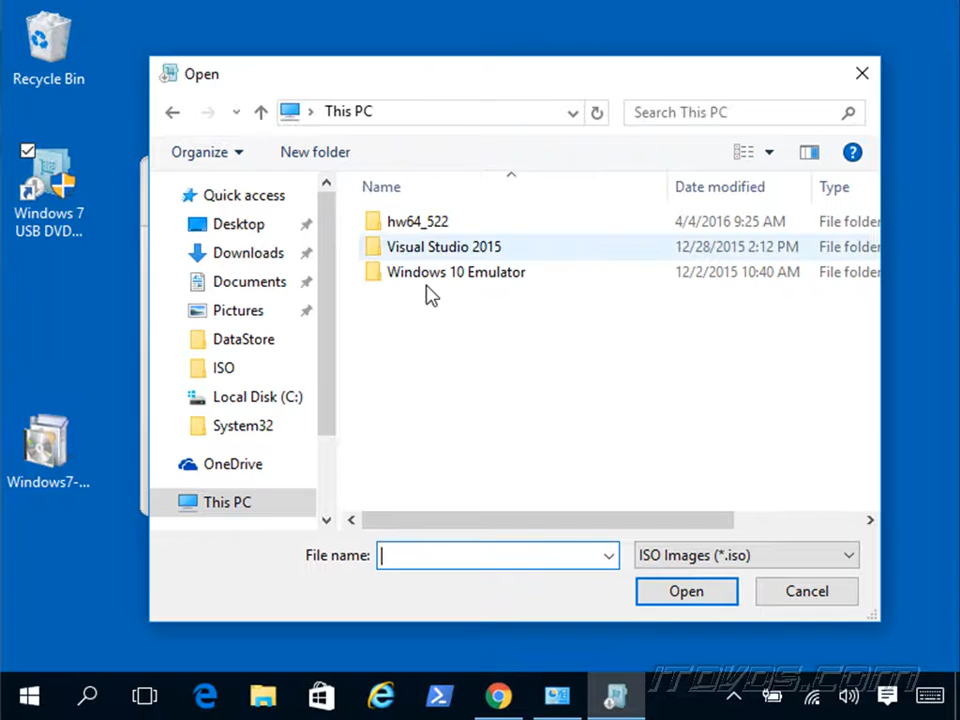 Recycle Bin
Windows 7
USB DVD...
Windows7-...
Open
This PC
Search This PC
Organize
New folder
Name
Date modified
Type
Quick access
Desktop
Downloads
Documents
Pictures
DataStore
ISO
Local Disk (C:)
System32
OneDrive
This PC
hw64_522 4/4/2016 9:25 AM File folder
Visual Studio 2015 12/28/2015 2:12 PM File folder
Windows 10 Emulator 12/2/2015 10:40 AM File folder
File name:
ISO Images (*.iso)
Open
Cancel
ITdvds.com